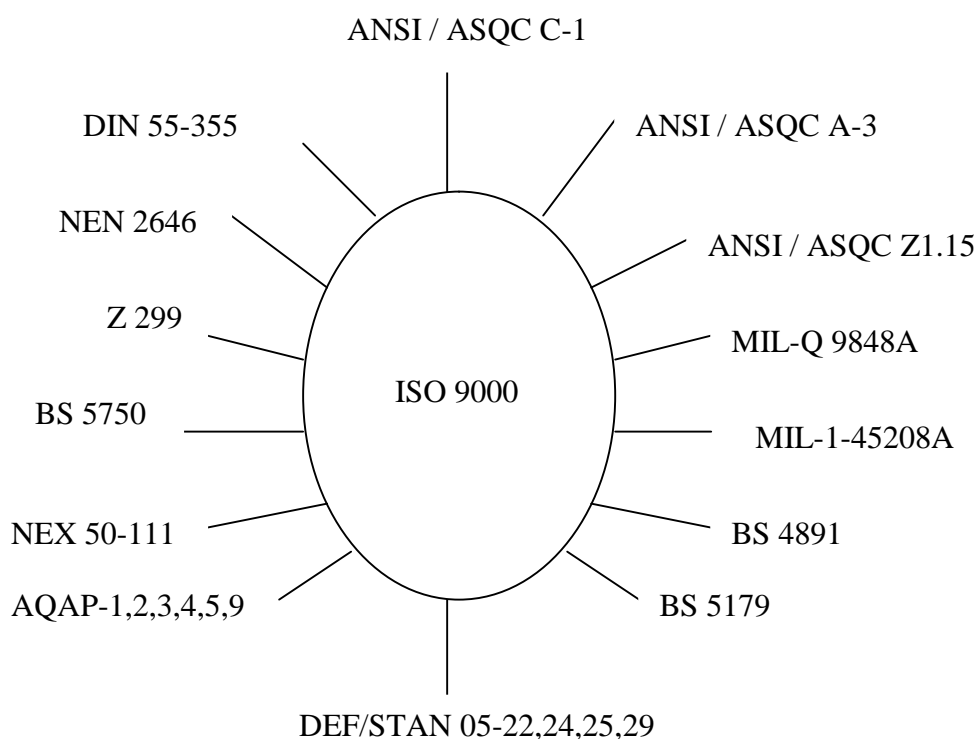 ANSI / ASQC C-1
DIN 55-355
ANSI / ASQC A-3
NEN 2646
ANSI / ASQC Z1.15
Z 299
MIL-Q 9848A
ISO 9000
BS 5750
MIL-1-45208A
NEX 50-111
BS 4891
AQAP-1,2,3,4,5,9
BS 5179
DEF/STAN 05-22,24,25,29